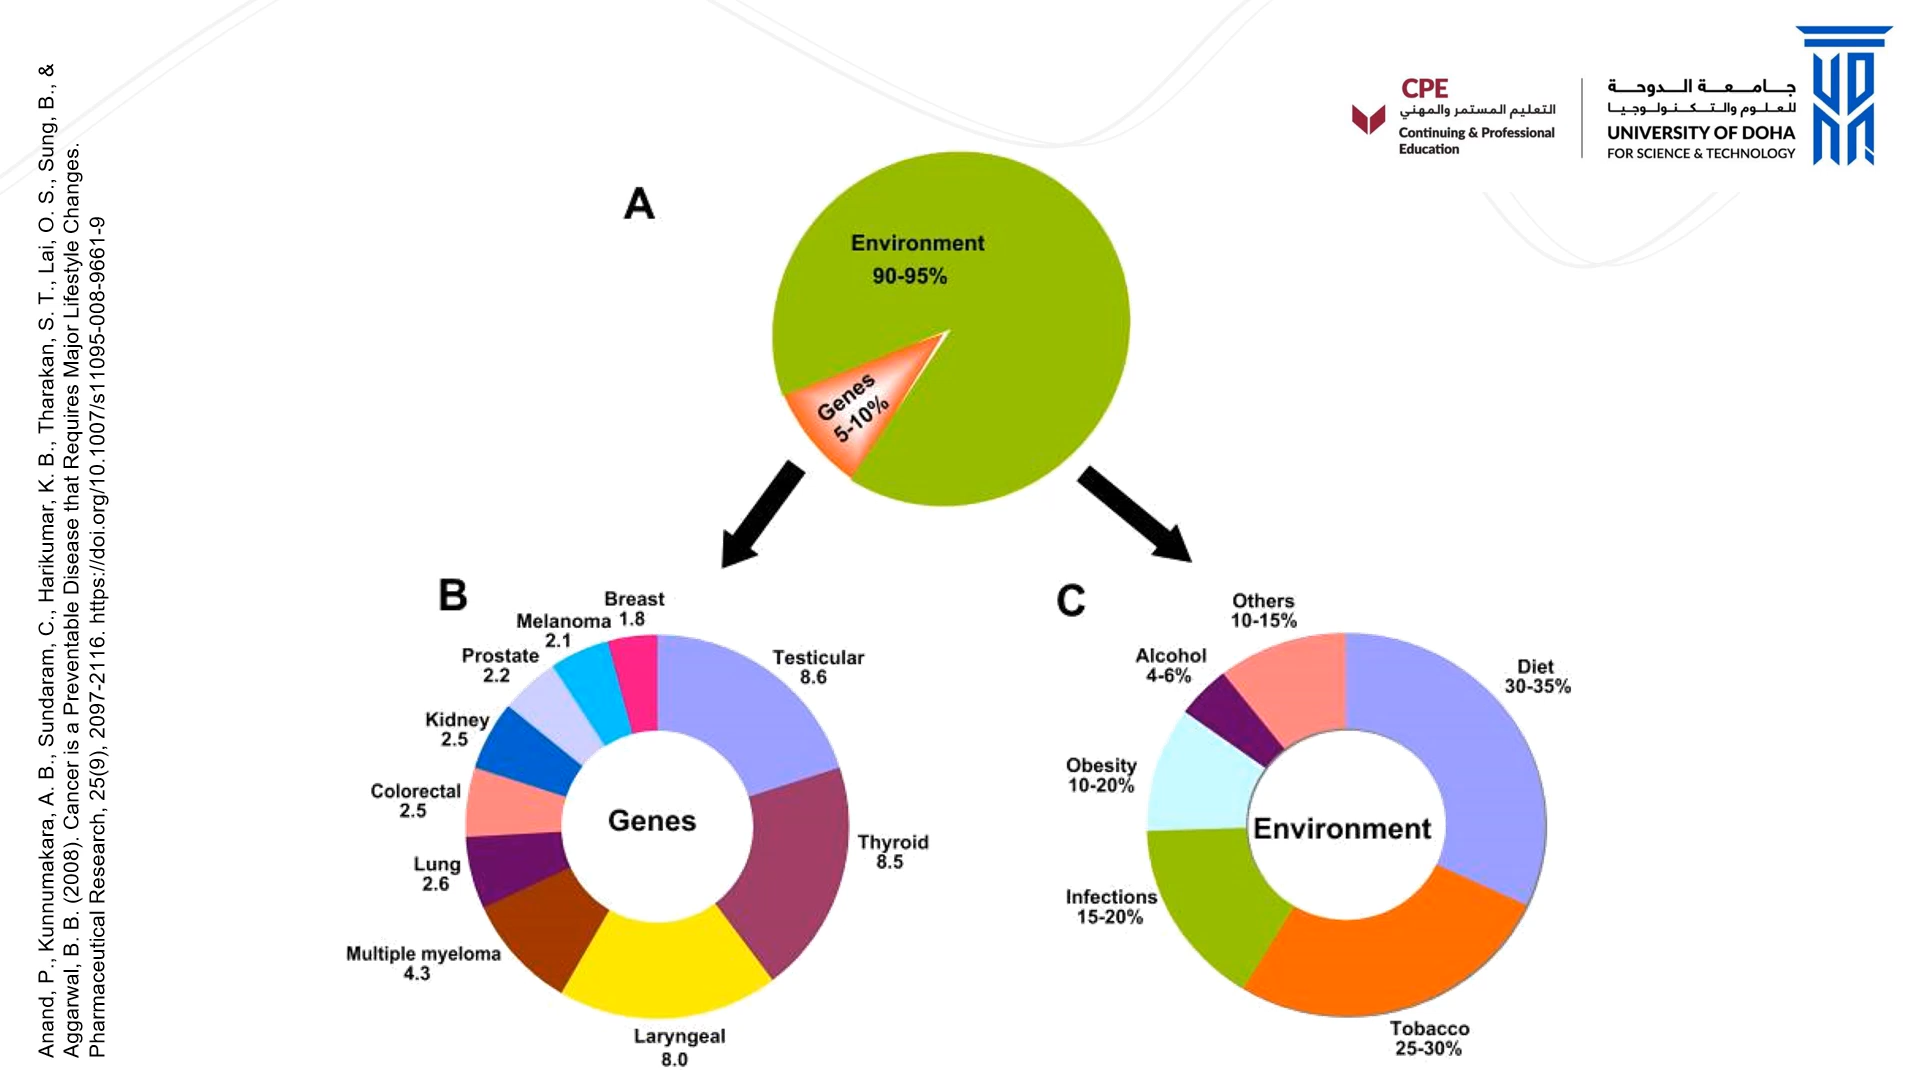 Anand, P., Kunnumakara, A. B., Sundaram, C., Harikumar, K. B., Tharakan, S. T., Lai, O. S., Sung, B., &
Aggarwal, B. B. (2008). Cancer is a Preventable Disease that Requires Major Lifestyle Changes.
Pharmaceutical Research, 25(9), 2097-2116. https://doi.org/10.1007/s11095-008-9661-9
CPE
التعليم المستمر والمهني
Continuing & Professional
Education
جامعة الدوحة
للعلوم والتكنولوجيا
UNIVERSITY OF DOHA
FOR SCIENCE & TECHNOLOGY
A
Environment
90-95%
Genes
5-10%
B
Breast
1.8
Melanoma
2.1
Prostate
2.2
Kidney
2.5
Colorectal
2.5
Lung
2.6
Multiple myeloma
4.3
Laryngeal
8.0
Thyroid
8.5
Testicular
8.6
Genes
C
Others
10-15%
Alcohol
4-6%
Obesity
10-20%
Infections
15-20%
Tobacco
25-30%
Diet
30-35%
Environment